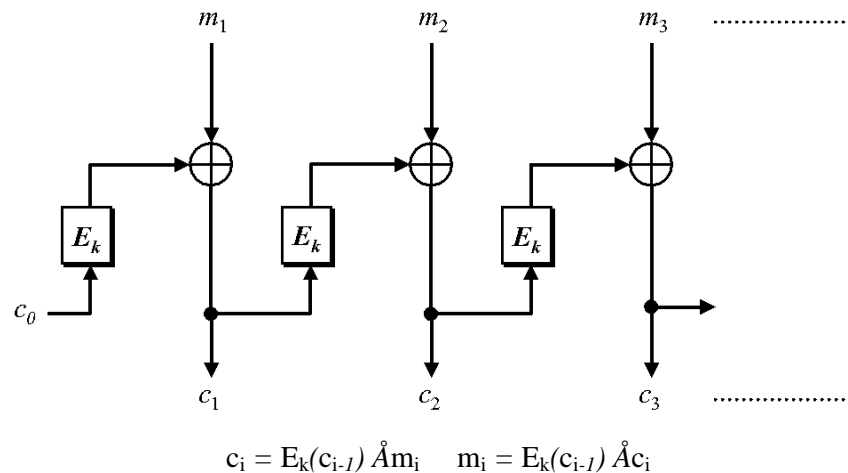 m₁ m₂ m₃ ....................
Eₖ Eₖ Eₖ
c₀
c₁ c₂ c₃ ....................
cᵢ = Eₖ(cᵢ₋₁) Åmᵢ mᵢ = Eₖ(cᵢ₋₁) Åcᵢ